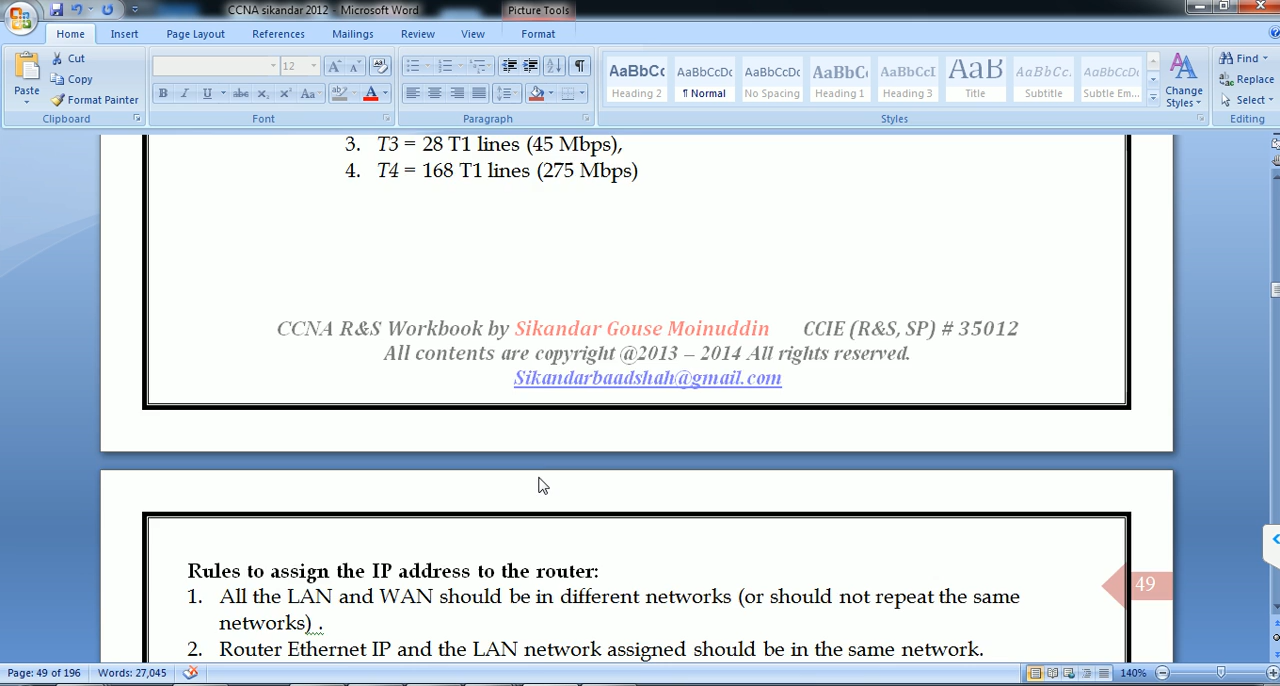 CCNA sikandar 2012 - Microsoft Word
Picture Tools
Home Insert Page Layout References Mailings Review View Format
Paste
Cut
Copy
Format Painter
Clipboard
12
Font
Paragraph
AaBbCc AaBbCcDc AaBbCcDc AaBbC AaBbCcI AaB AaBbCc. AaBbCcDc
Heading 2 ¶ Normal No Spacing Heading 1 Heading 3 Title Subtitle Subtle Em...
Change Styles
Styles
Find
Replace
Select
Editing
3. T3 = 28 T1 lines (45 Mbps),
4. T4 = 168 T1 lines (275 Mbps)
CCNA R&S Workbook by Sikandar Gouse Moinuddin CCIE (R&S, SP) # 35012
All contents are copyright @2013 – 2014 All rights reserved.
Sikandarbaadshah@gmail.com
Rules to assign the IP address to the router:
49
1. All the LAN and WAN should be in different networks (or should not repeat the same
networks) .
2. Router Ethernet IP and the LAN network assigned should be in the same network.
Page: 49 of 196 Words: 27,045 140%